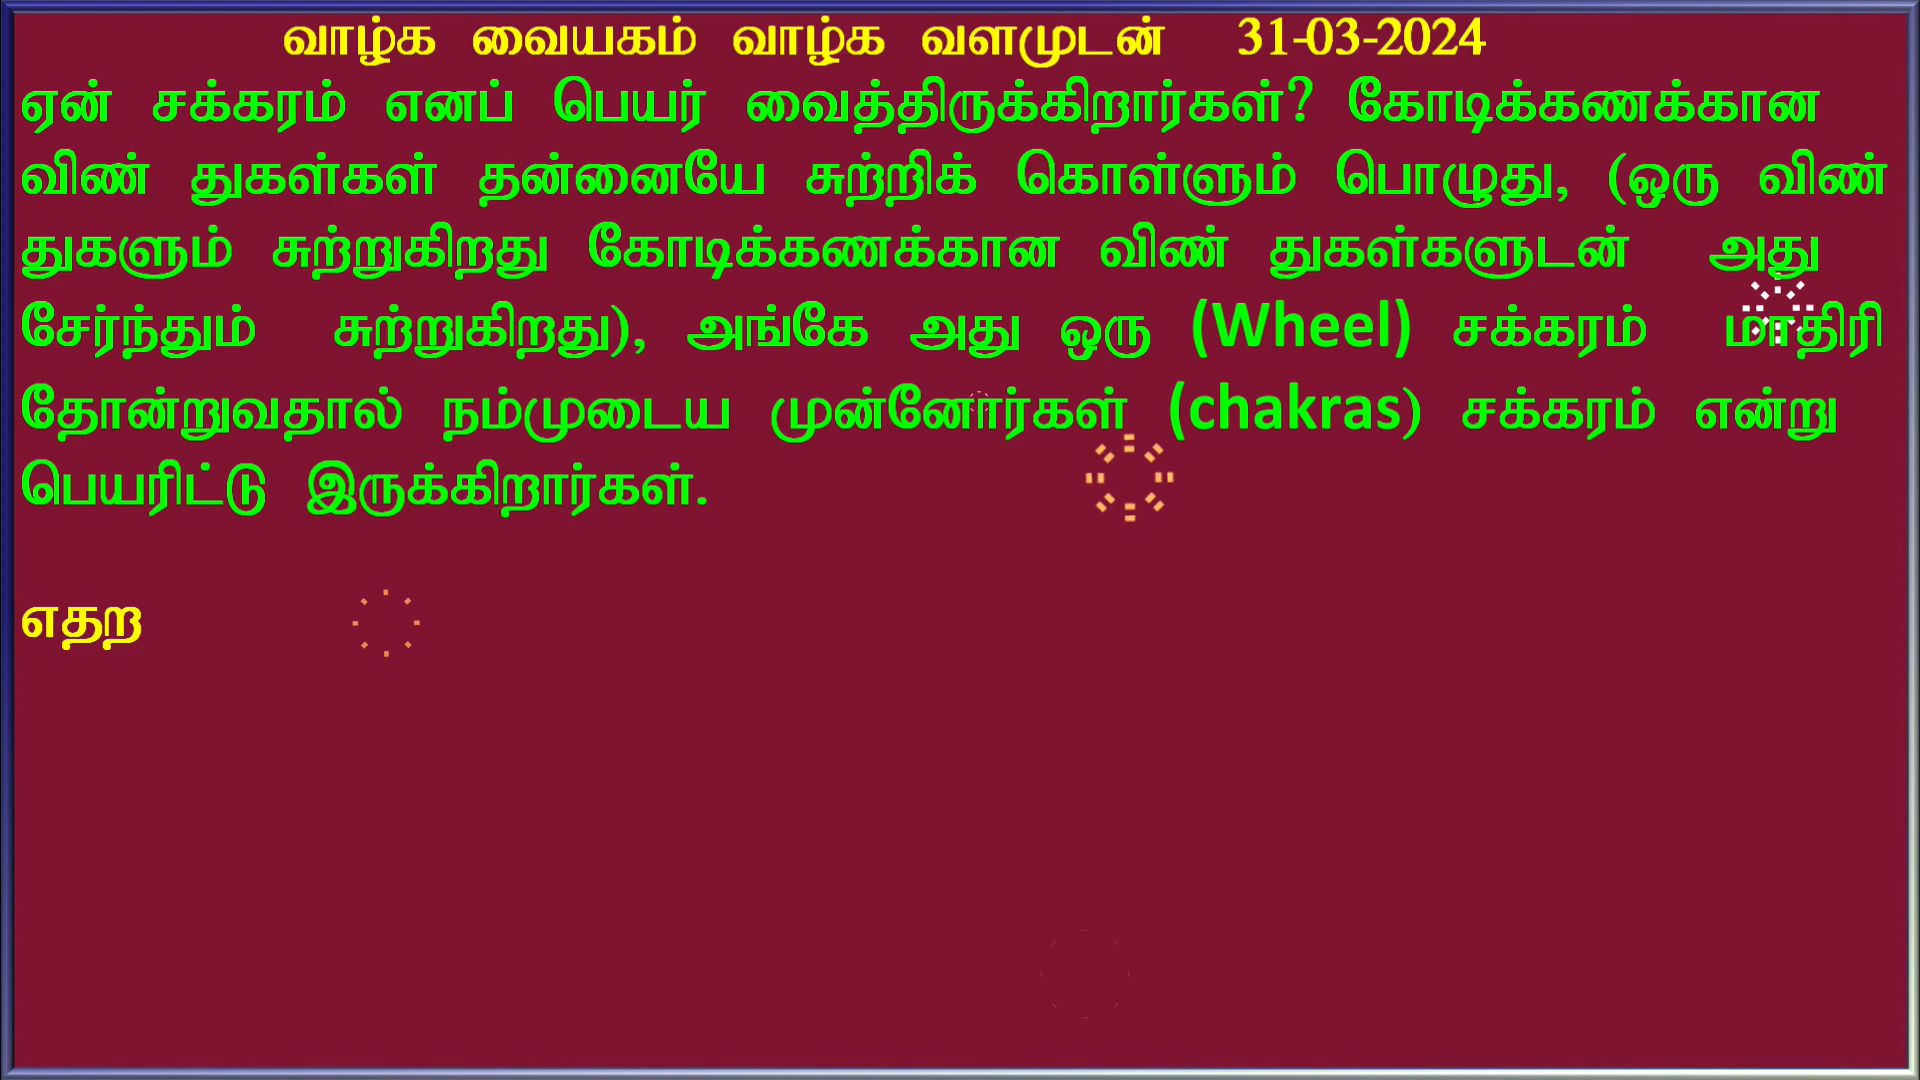 வாழ்க வையகம் வாழ்க வளமுடன் 31-03-2024
ஏன் சக்கரம் எனப் பெயர் வைத்திருக்கிறார்கள்? கோடிக்கணக்கான
விண் துகள்கள் தன்னையே சுற்றிக் கொள்ளும் பொழுது, (ஒரு விண்
துகளும் சுற்றுகிறது கோடிக்கணக்கான விண் துகள்களுடன் அது
சேர்ந்தும் சுற்றுகிறது), அங்கே அது ஒரு (Wheel) சக்கரம் மாதிரி
தோன்றுவதால் நம்முடைய முன்னோர்கள் (chakras) சக்கரம் என்று
பெயரிட்டு இருக்கிறார்கள்.
எதற